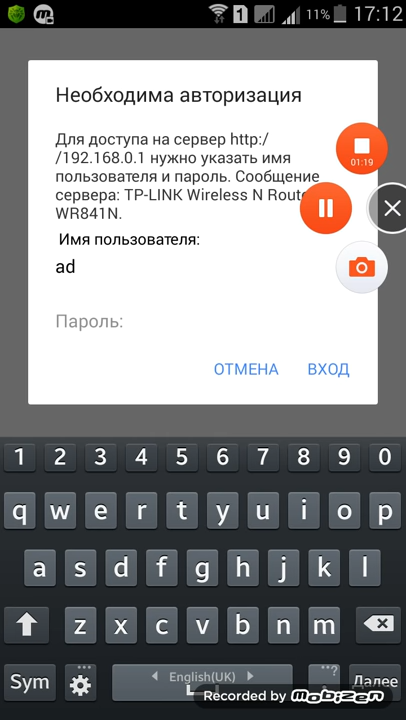 1 11% 17:12
Необходима авторизация
Для доступа на сервер http:/
/192.168.0.1 нужно указать имя
01:19
пользователя и пароль. Сообщение
сервера: TP-LINK Wireless N Route
WR841N.
Имя пользователя:
ad
Пароль:
ОТМЕНА ВХОД
1 2 3 4 5 6 7 8 9 0
q w e r t y u i o p
a s d f g h j k l
z x c v b n m
Sym English(UK) ...? Далее
Recorded by MOBIZEN